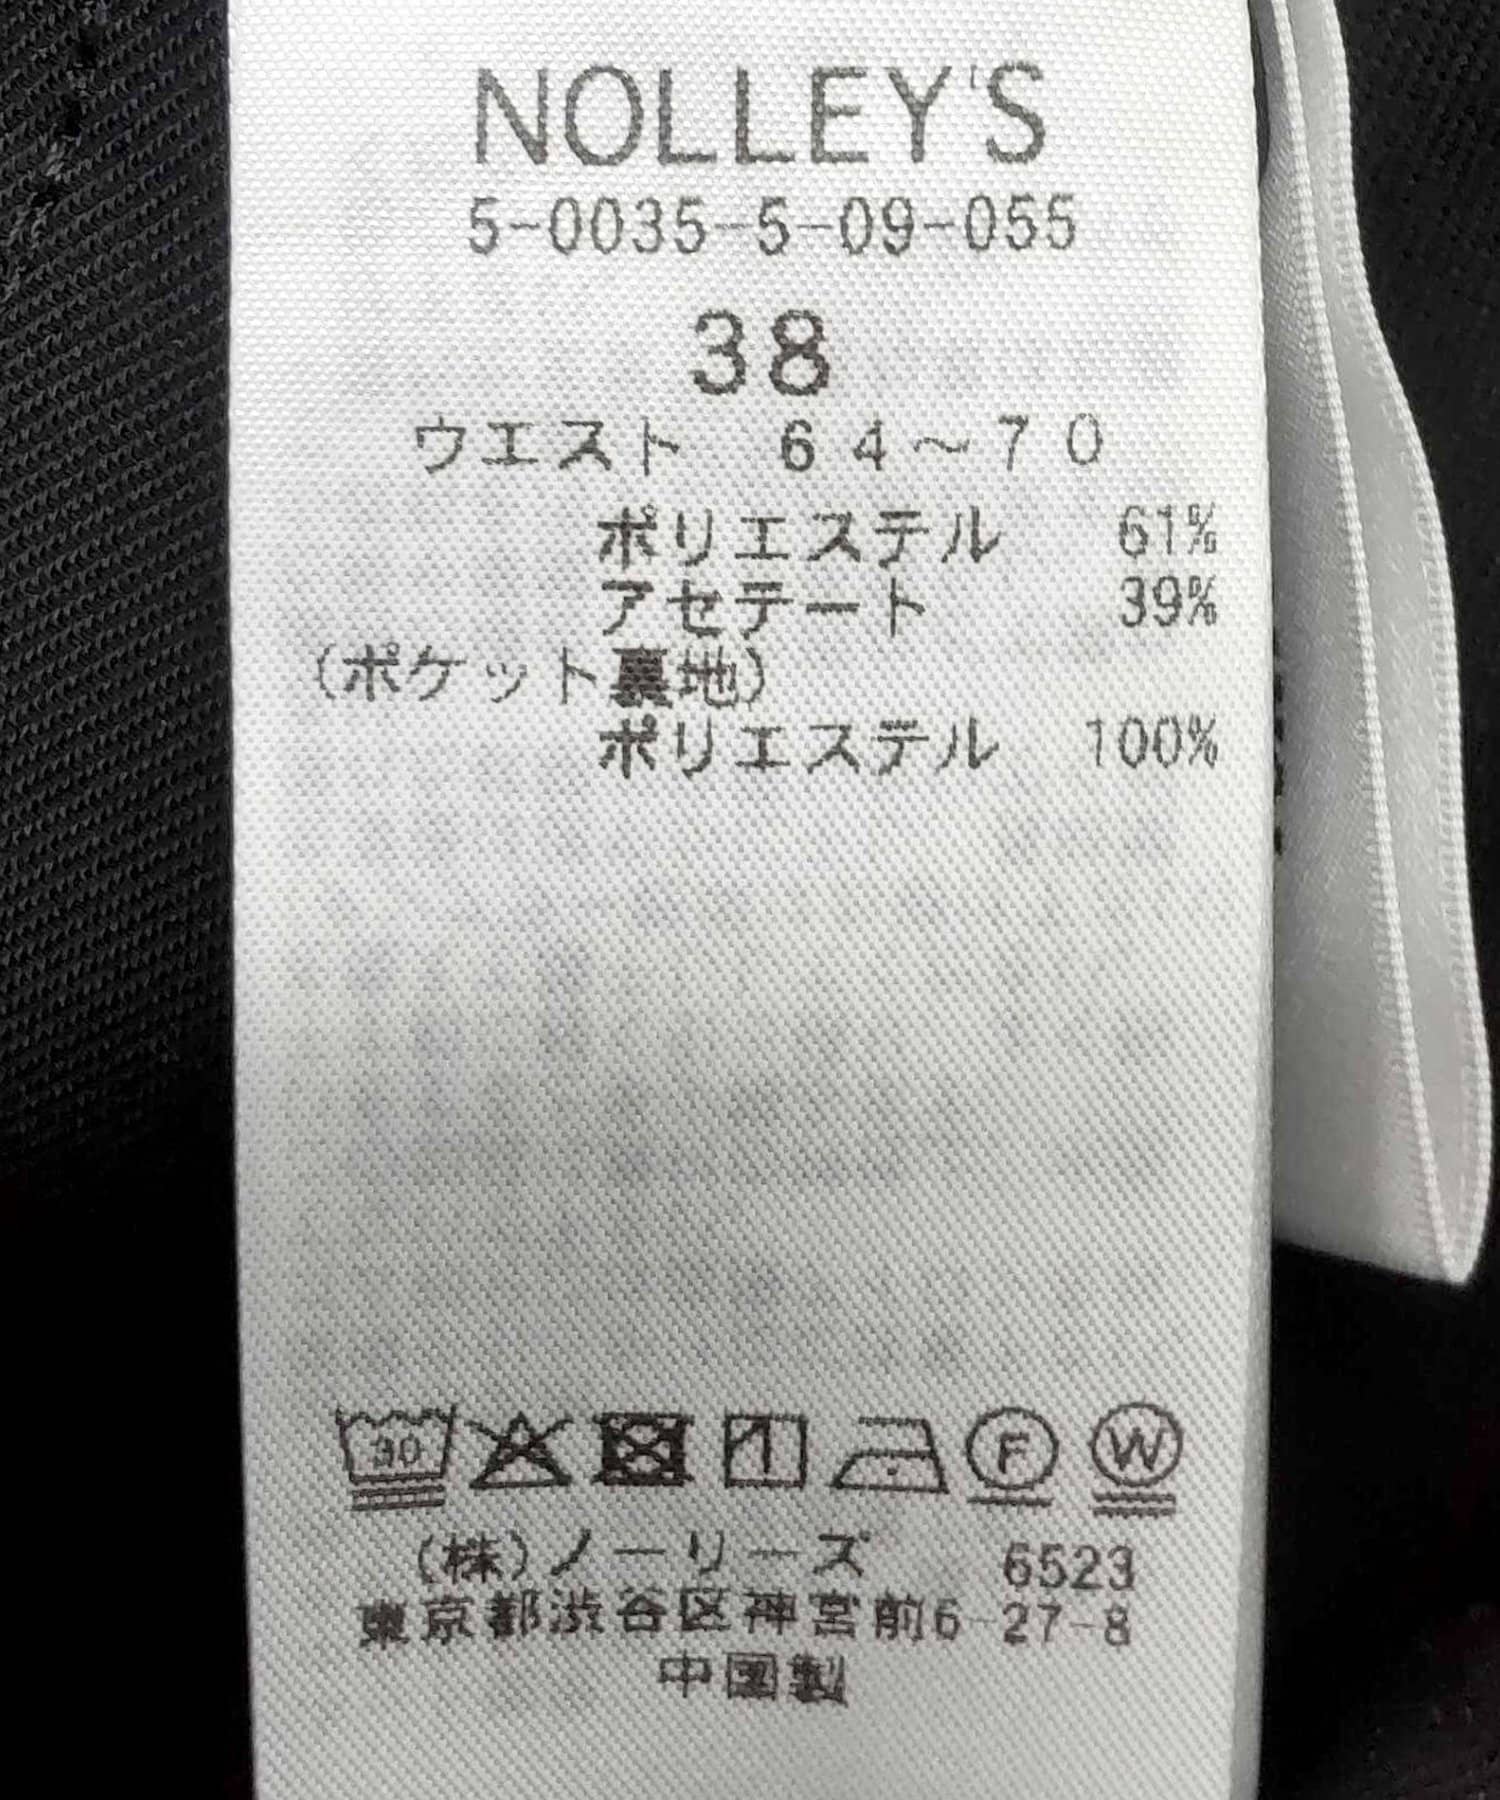 NOLLEY'S
5-0035-5-09-055
38
ウエスト 64〜70
ポリエステル 61%
アセテート 39%
(ポケット裏地)
ポリエステル 100%
30 F W
(株)ノーリーズ 6523
東京都渋谷区神宮前6-27-8
中国製